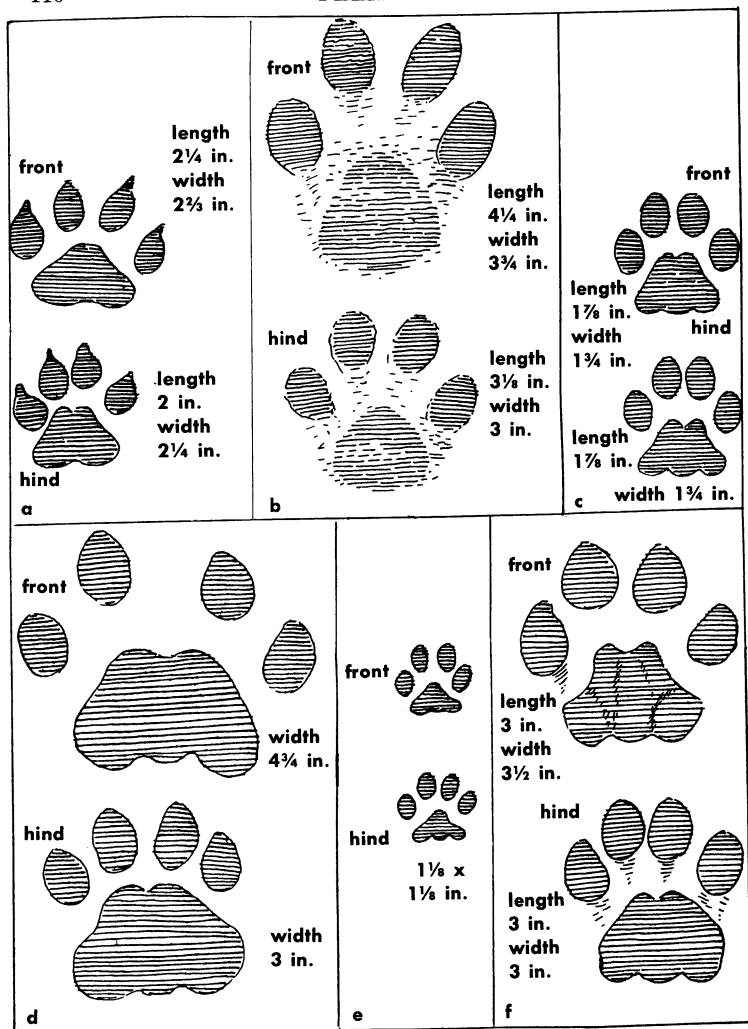 front
length
2¼ in.
width
2⅔ in.
length
2 in.
width
2¼ in.
hind
a
front
length
4¼ in.
width
3¾ in.
hind
length
3⅛ in.
width
3 in.
b
front
length
1⅞ in.
width
1¾ in.
hind
length
1⅞ in.
width 1¾ in.
c
front
width
4¾ in.
hind
width
3 in.
d
front
hind
1⅛ x
1⅛ in.
e
front
length
3 in.
width
3½ in.
hind
length
3 in.
width
3 in.
f